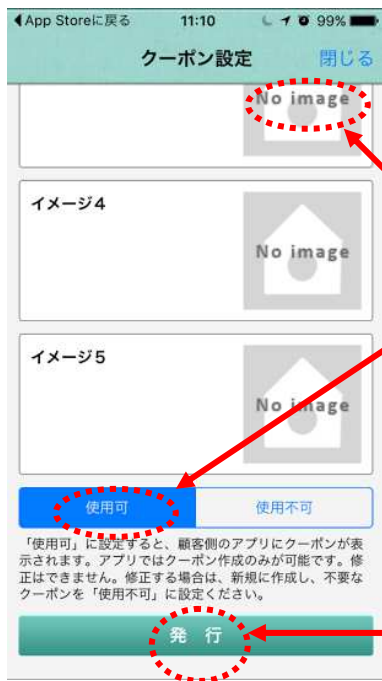 App Storeに戻る 11:10 99%
クーポン設定 閉じる
No image
イメージ4
No image
イメージ5
No image
使用可 使用不可
「使用可」に設定すると、顧客側のアプリにクーポンが表
示されます。アプリではクーポン作成のみが可能です。修
正はできません。修正する場合は、新規に作成し、不要な
クーポンを「使用不可」に設定ください。
発 行